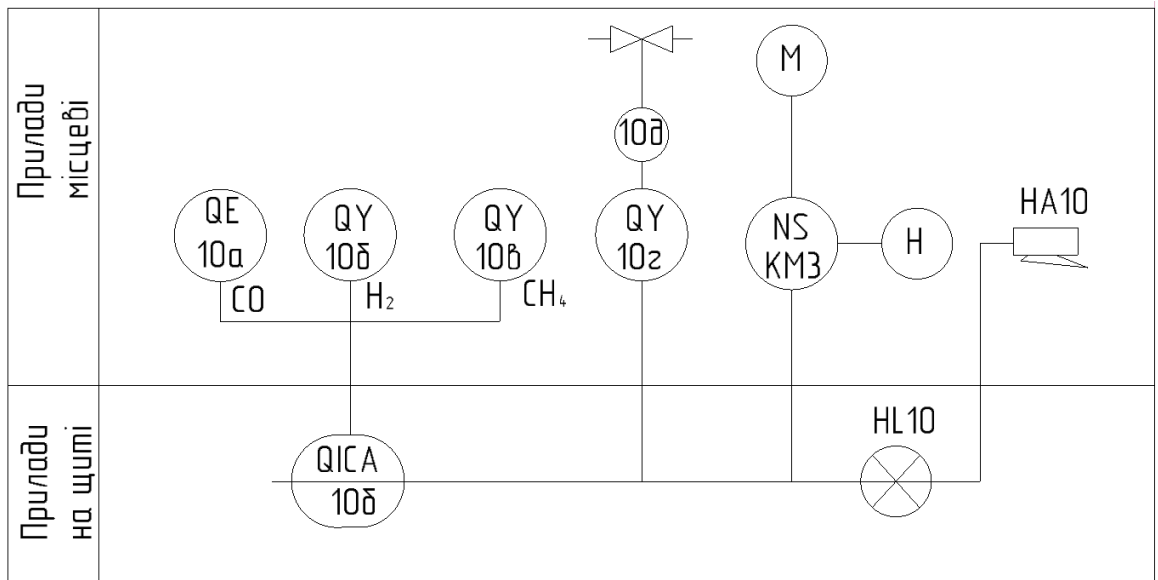 Прилади
місцеві
M
10д
QE
10а
QY
10б
QY
10в
QY
10г
NS
КМ3
H
HA10
CO
H₂
CH₄
Прилади
на щиті
QICA
10б
HL10